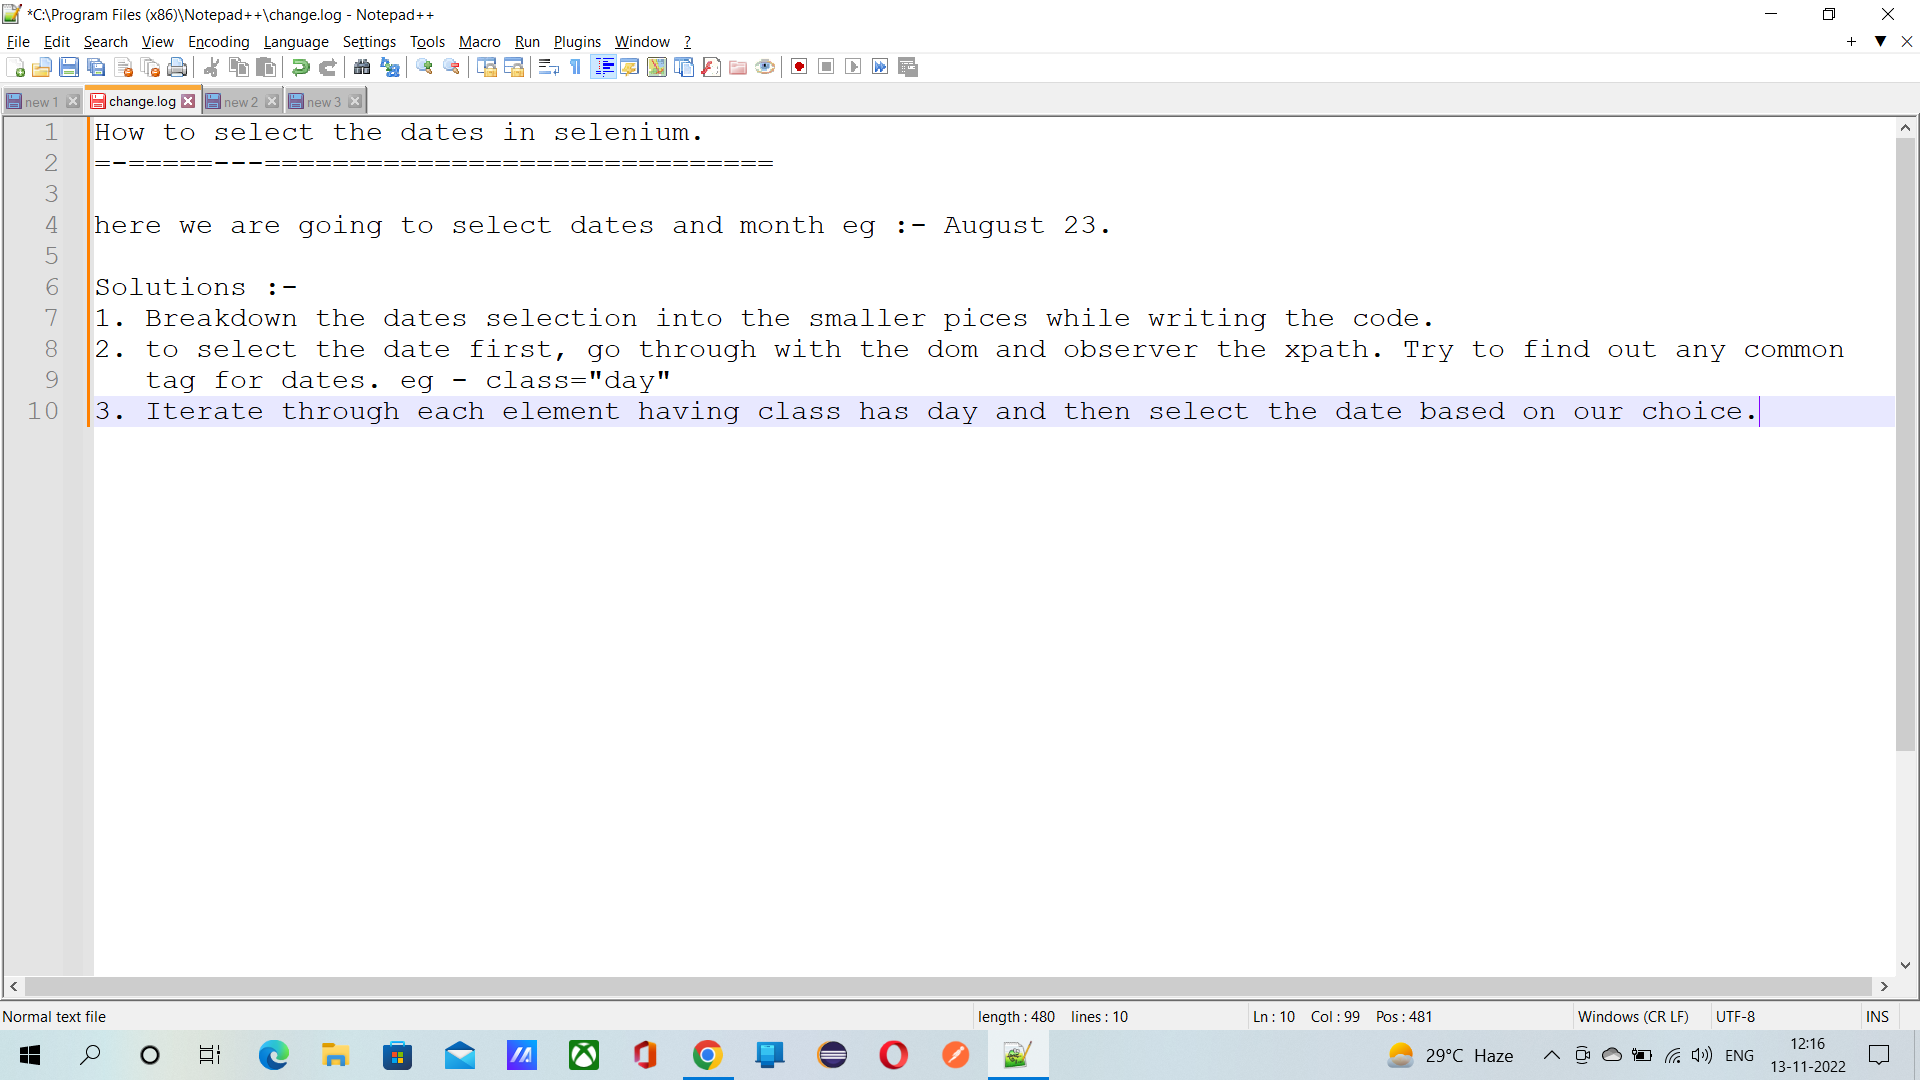 *C:\Program Files (x86)\Notepad++\change.log - Notepad++
File Edit Search View Encoding Language Settings Tools Macro Run Plugins Window ?
new 1 change.log new 2 new 3
1 How to select the dates in selenium.
2 =-=====---==============================
3
4 here we are going to select dates and month eg :- August 23.
5
6 Solutions :-
7 1. Breakdown the dates selection into the smaller pices while writing the code.
8 2. to select the date first, go through with the dom and observer the xpath. Try to find out any common
9 tag for dates. eg - class="day"
10 3. Iterate through each element having class has day and then select the date based on our choice.
Normal text file length : 480 lines : 10 Ln : 10 Col : 99 Pos : 481 Windows (CR LF) UTF-8 INS
29°C Haze ENG 12:16
13-11-2022